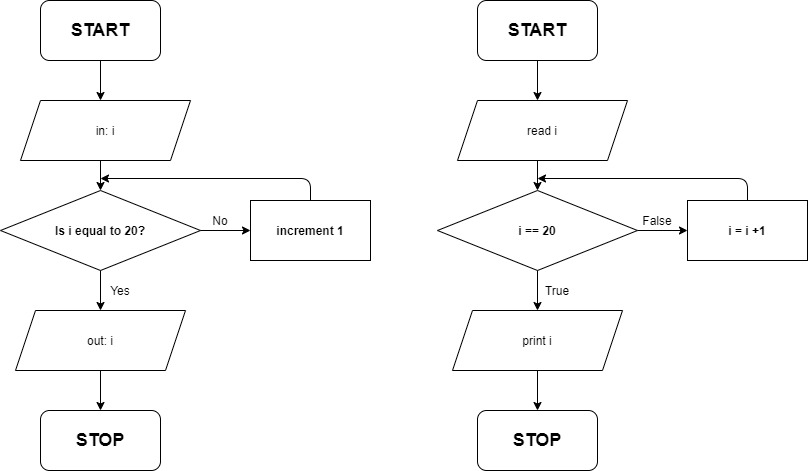 START
in: i
Is i equal to 20?
No
increment 1
Yes
out: i
STOP
START
read i
i == 20
False
i = i +1
True
print i
STOP